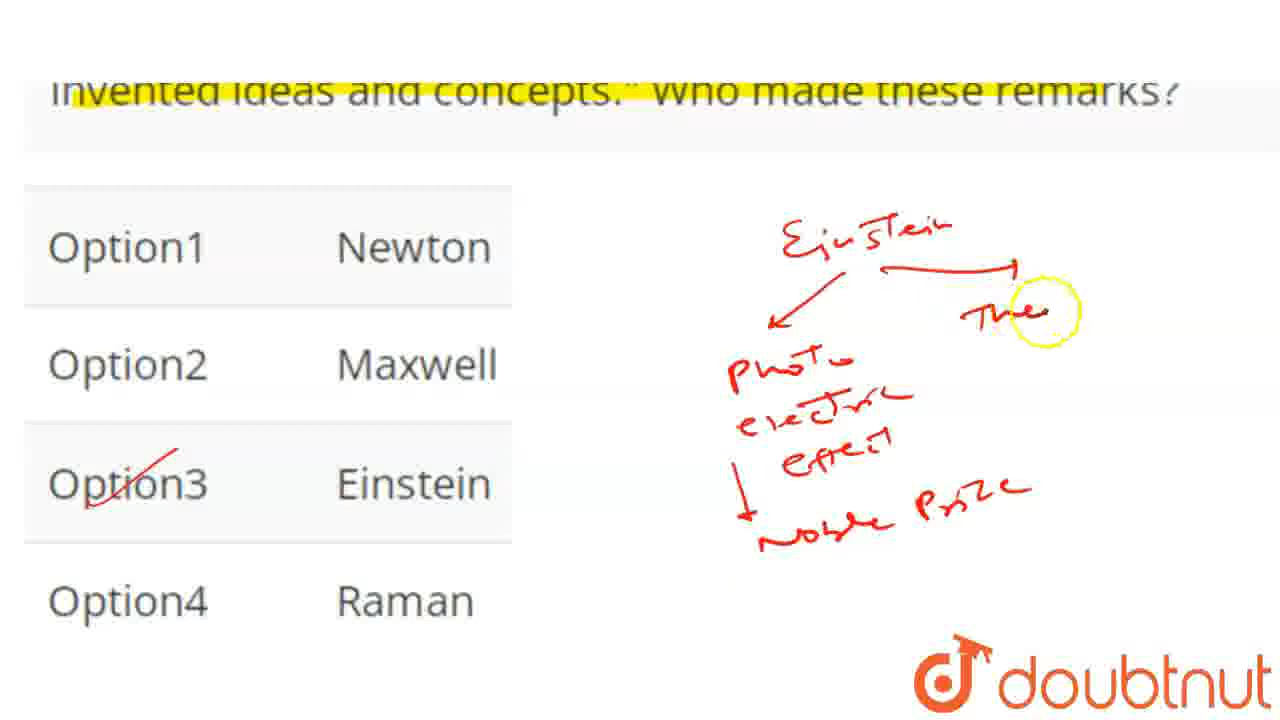 Invented ideas and concepts." Who made these remarks?
Option1 Newton
Option2 Maxwell
Option3 Einstein
Option4 Raman
Einstein
The
Photo
electric
effect
Noble Prize
doubtnut